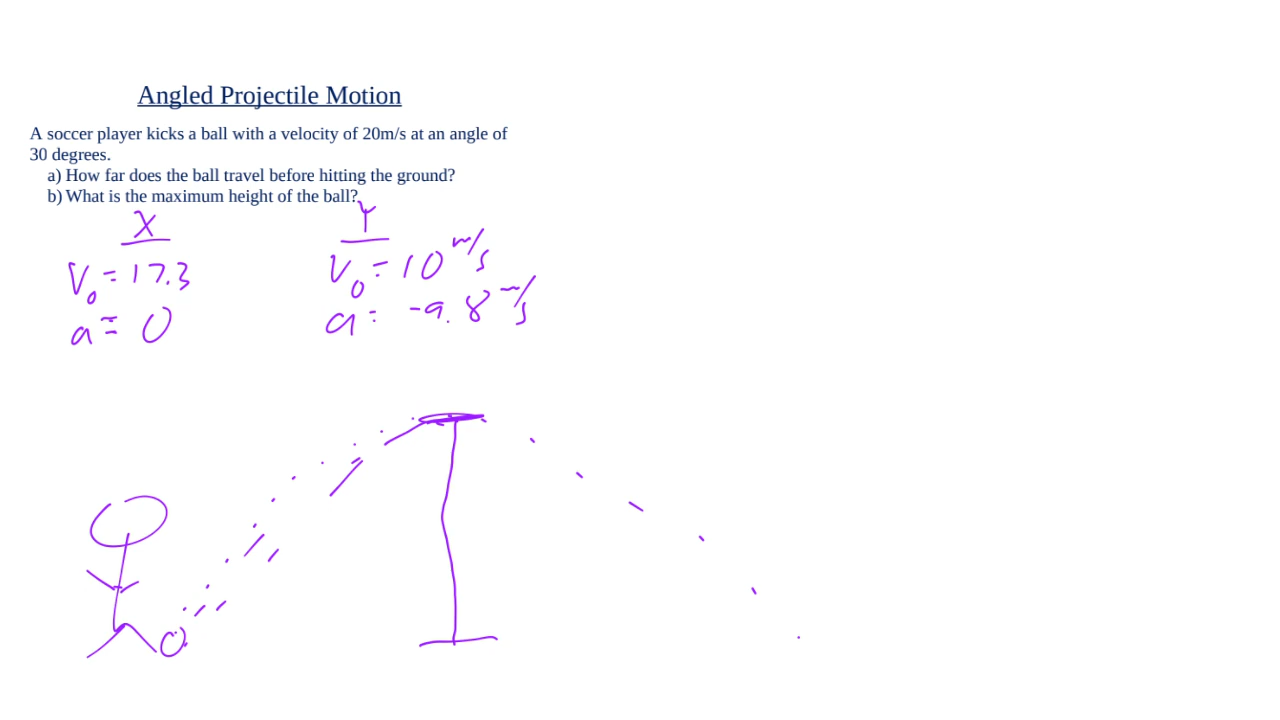 Angled Projectile Motion
A soccer player kicks a ball with a velocity of 20m/s at an angle of
30 degrees.
a) How far does the ball travel before hitting the ground?
b) What is the maximum height of the ball?
X
Y
V₀ = 17.3
V₀ = 10 m/s
a = 0
a = -9.8 m/s